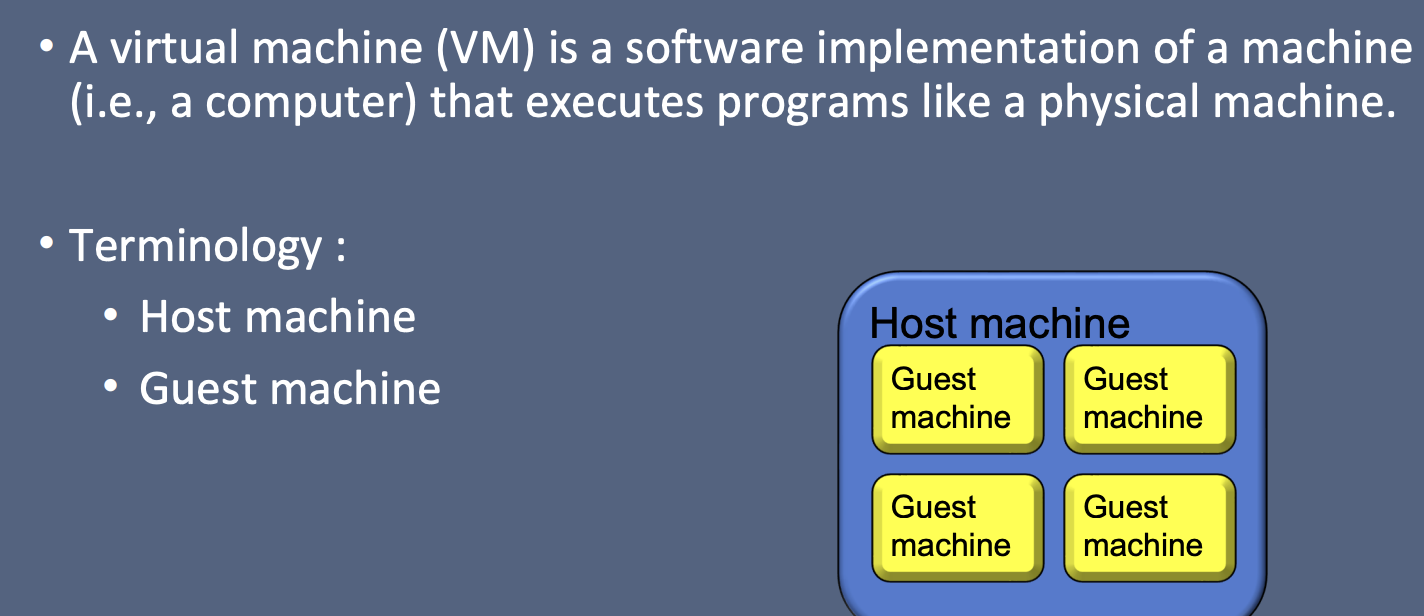 • A virtual machine (VM) is a software implementation of a machine
(i.e., a computer) that executes programs like a physical machine.
• Terminology :
• Host machine
• Guest machine
Host machine
Guest
machine
Guest
machine
Guest
machine
Guest
machine